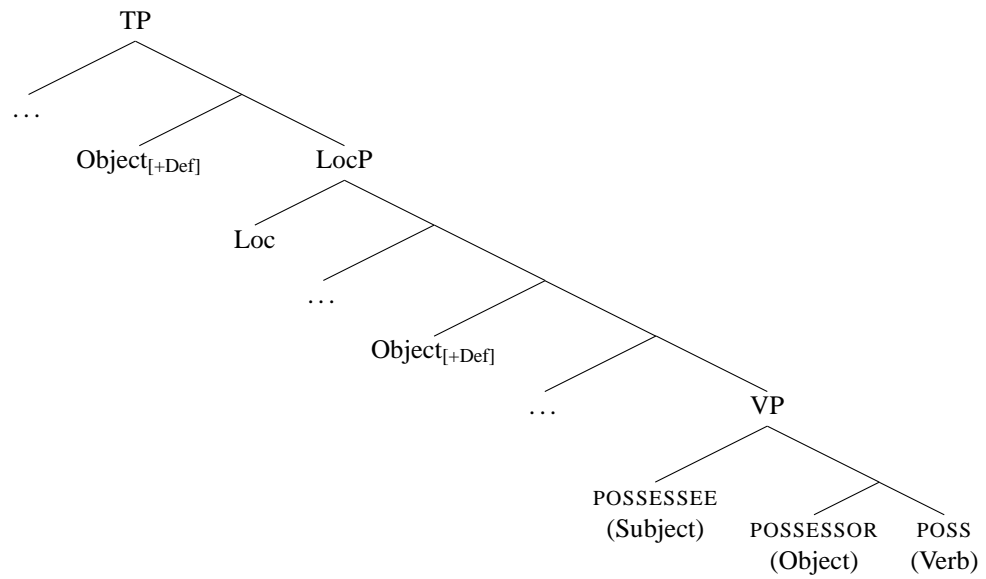 TP
. . .
Object[+Def]
LocP
Loc
. . .
Object[+Def]
. . .
VP
POSSESSEE
(Subject)
POSSESSOR
(Object)
POSS
(Verb)